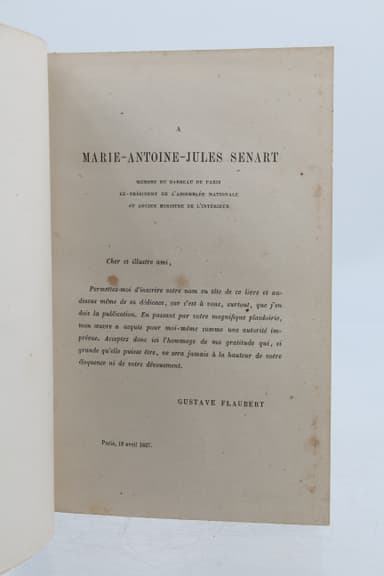 A
MARIE-ANTOINE-JULES SENART
MEMBRE DU BARREAU DE PARIS
EX-PRÉSIDENT DE L'ASSEMBLÉE NATIONALE
ET ANCIEN MINISTRE DE L'INTÉRIEUR
Cher et illustre ami,
Permettez-moi d'inscrire votre nom en tête de ce livre et au-
dessus même de sa dédicace, car c'est à vous, surtout, que j'en
dois la publication. En passant par votre magnifique plaidoirie,
mon œuvre a acquis pour moi-même comme une autorité im-
prévue. Acceptez donc ici l'hommage de ma gratitude qui, si
grande qu'elle puisse être, ne sera jamais à la hauteur de votre
éloquence ni de votre dévouement.
GUSTAVE FLAUBERT
Paris, 12 avril 1857.